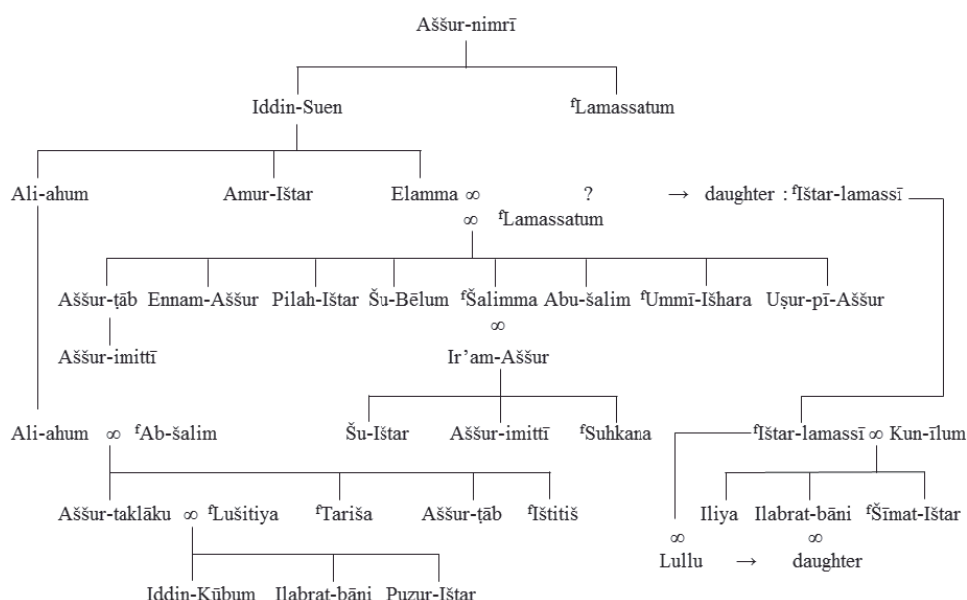 Aššur-nimrī
Iddin-Suen ᶠLamassatum
Ali-ahum Amur-Ištar Elamma ∞ ? → daughter : ᶠIštar-lamassī
∞ ᶠLamassatum
Aššur-ṭāb Ennam-Aššur Pilah-Ištar Šu-Bēlum ᶠŠalimma Abu-šalim ᶠUmmī-Išhara Uṣur-pī-Aššur
∞
Aššur-imittī Ir’am-Aššur
Ali-ahum ∞ ᶠAb-šalim Šu-Ištar Aššur-imittī ᶠSuhkana ᶠIštar-lamassī ∞ Kun-īlum
Aššur-taklāku ∞ ᶠLušitiya ᶠTariša Aššur-ṭāb ᶠIštitiš Iliya Ilabrat-bāni ᶠŠīmat-Ištar
∞ ∞
Lullu → daughter
Iddin-Kūbum Ilabrat-bāni Puzur-Ištar